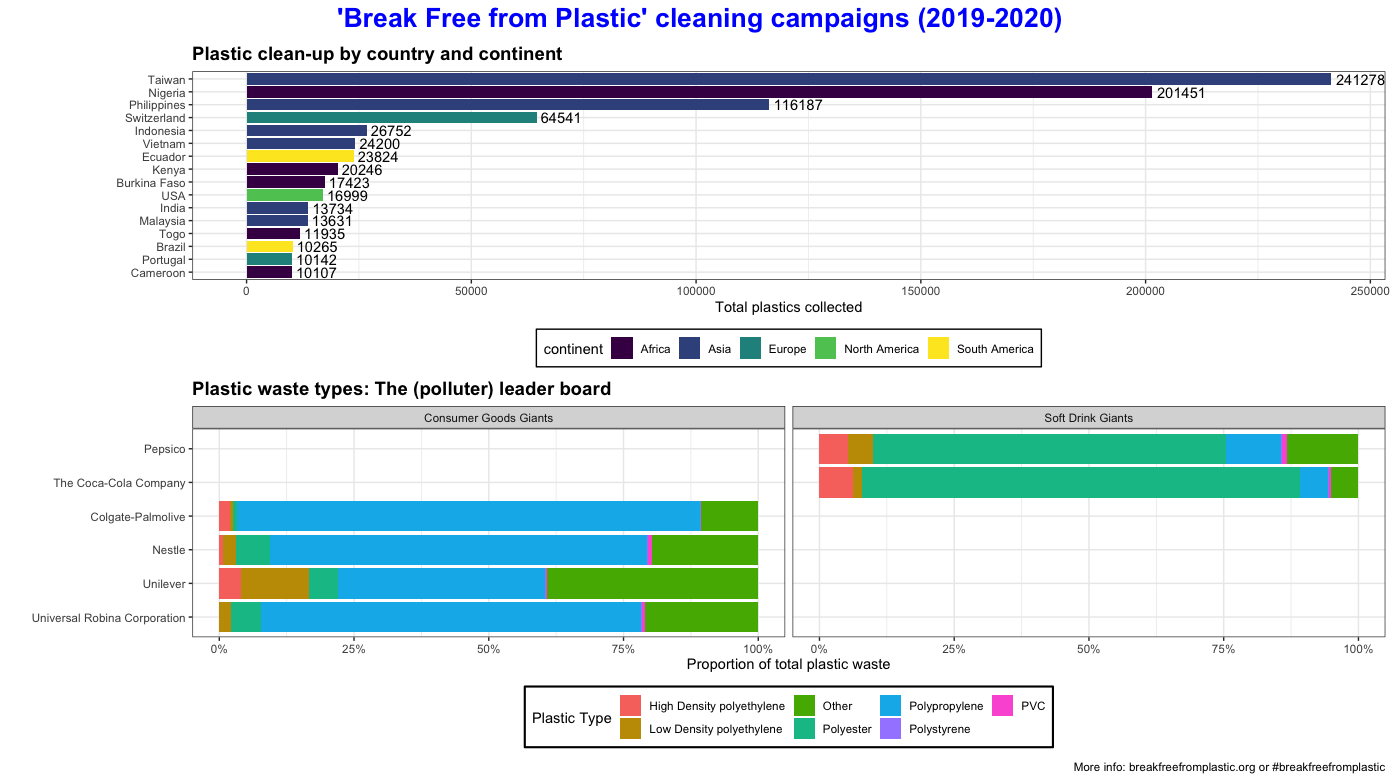 'Break Free from Plastic' cleaning campaigns (2019-2020)
Plastic clean-up by country and continent
Taiwan 241278
Nigeria 201451
Philippines 116187
Switzerland 64541
Indonesia 26752
Vietnam 24200
Ecuador 23824
Kenya 20246
Burkina Faso 17423
USA 16999
India 13734
Malaysia 13631
Togo 11935
Brazil 10265
Portugal 10142
Cameroon 10107
0 50000 100000 150000 200000 250000
Total plastics collected
continent Africa Asia Europe North America South America
Plastic waste types: The (polluter) leader board
Consumer Goods Giants Soft Drink Giants
Pepsico
The Coca-Cola Company
Colgate-Palmolive
Nestle
Unilever
Universal Robina Corporation
0% 25% 50% 75% 100% 0% 25% 50% 75% 100%
Proportion of total plastic waste
Plastic Type
High Density polyethylene Other Polypropylene PVC
Low Density polyethylene Polyester Polystyrene
More info: breakfreefromplastic.org or #breakfreefromplastic